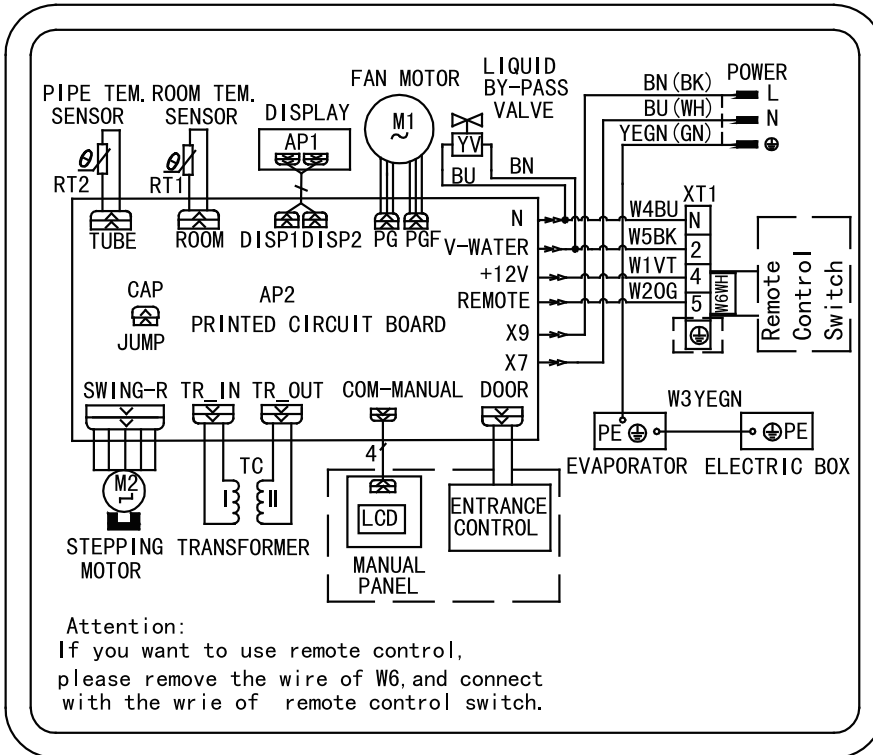 PIPE TEM. SENSOR
ROOM TEM. SENSOR
DISPLAY
AP1
FAN MOTOR
M1
~
LIQUID
BY-PASS
VALVE
YV
BU
BN
BN(BK)
BU(WH)
YEGN(GN)
POWER
L
N
θ
RT2
θ
RT1
TUBE
ROOM
DISP1
DISP2
PG
PGF
N
V-WATER
+12V
REMOTE
X9
X7
W4BU
W5BK
W1VT
W2OG
XT1
N
2
4
5
W6WH
Remote
Control
Switch
CAP
JUMP
AP2
PRINTED CIRCUIT BOARD
SWING-R
TR_IN
TR_OUT
COM-MANUAL
DOOR
M2
STEPPING
MOTOR
TC
I
II
TRANSFORMER
4
LCD
MANUAL
PANEL
ENTRANCE
CONTROL
W3YEGN
PE
PE
EVAPORATOR
ELECTRIC BOX
Attention:
If you want to use remote control,
please remove the wire of W6, and connect
with the wrie of remote control switch.